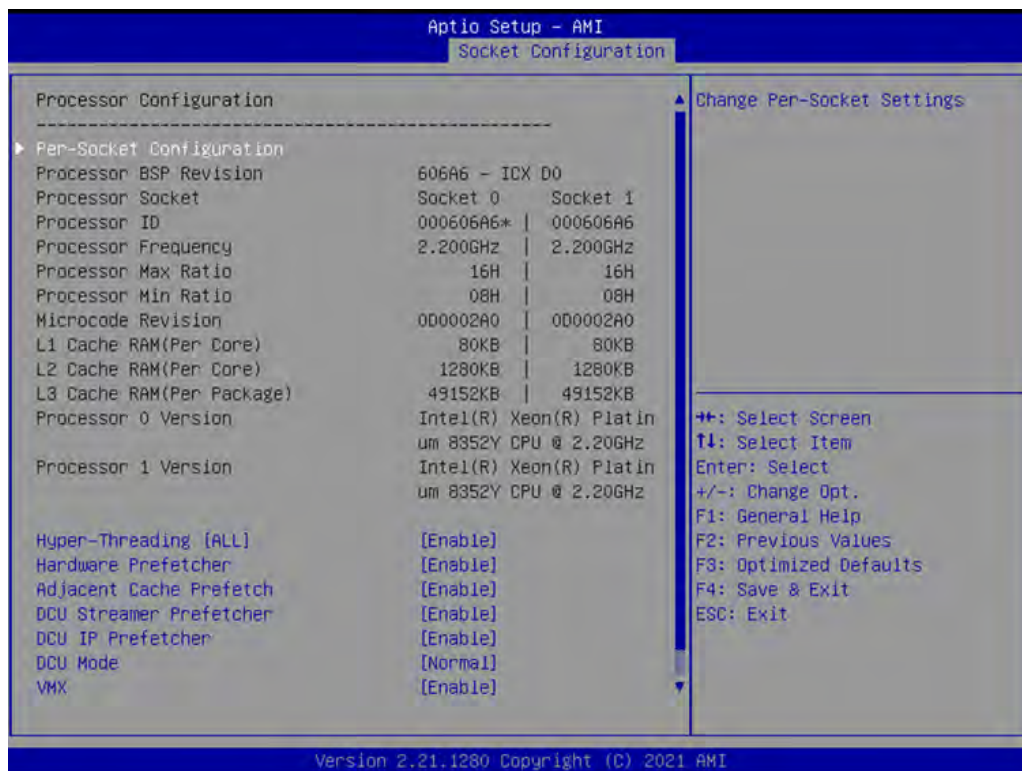 Aptio Setup – AMI
Socket Configuration
Processor Configuration
Change Per-Socket Settings
----------------------------------------------------
Per-Socket Configuration
Processor BSP Revision 606A6 - ICX D0
Processor Socket Socket 0 Socket 1
Processor ID 000606A6* | 000606A6
Processor Frequency 2.200GHz | 2.200GHz
Processor Max Ratio 16H | 16H
Processor Min Ratio 08H | 08H
Microcode Revision 0D0002A0 | 0D0002A0
L1 Cache RAM(Per Core) 80KB | 80KB
L2 Cache RAM(Per Core) 1280KB | 1280KB
L3 Cache RAM(Per Package) 49152KB | 49152KB
Processor 0 Version Intel(R) Xeon(R) Platin
um 8352Y CPU @ 2.20GHz
Processor 1 Version Intel(R) Xeon(R) Platin
um 8352Y CPU @ 2.20GHz
Hyper-Threading [ALL] [Enable]
Hardware Prefetcher [Enable]
Adjacent Cache Prefetch [Enable]
DCU Streamer Prefetcher [Enable]
DCU IP Prefetcher [Enable]
DCU Mode [Normal]
VMX [Enable]
→←: Select Screen
↑↓: Select Item
Enter: Select
+/-: Change Opt.
F1: General Help
F2: Previous Values
F3: Optimized Defaults
F4: Save & Exit
ESC: Exit
Version 2.21.1280 Copyright (C) 2021 AMI